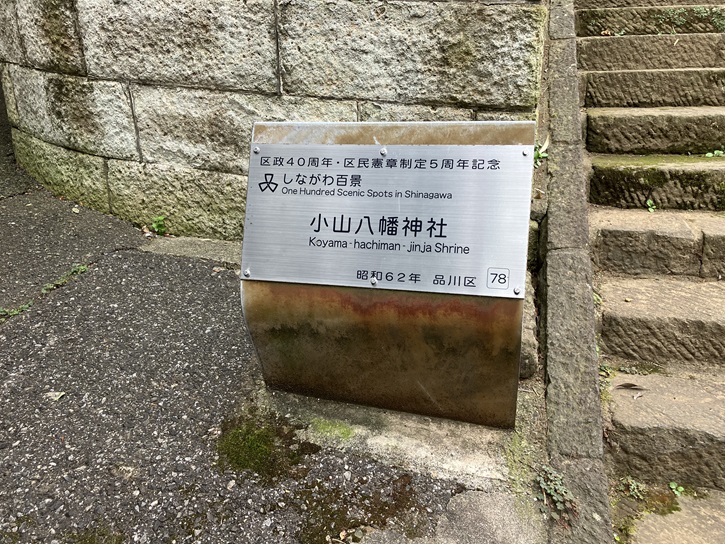 区政40周年・区民憲章制定5周年記念
しながわ百景
One Hundred Scenic Spots in Shinagawa
小山八幡神社
Koyama-hachiman-jinja Shrine
昭和62年 品川区 78